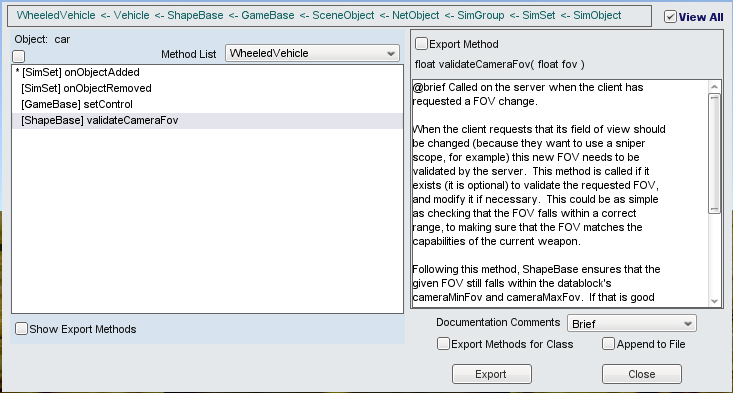 WheeledVehicle <- Vehicle <- ShapeBase <- GameBase <- SceneObject <- NetObject <- SimGroup <- SimSet <- SimObject
View All
Object: car
Method List WheeledVehicle
* [SimSet] onObjectAdded
[SimSet] onObjectRemoved
[GameBase] setControl
[ShapeBase] validateCameraFov
Show Export Methods
Export Method
float validateCameraFov( float fov )
@brief Called on the server when the client has
requested a FOV change.
When the client requests that its field of view should
be changed (because they want to use a sniper
scope, for example) this new FOV needs to be
validated by the server. This method is called if it
exists (it is optional) to validate the requested FOV,
and modify it if necessary. This could be as simple
as checking that the FOV falls within a correct
range, to making sure that the FOV matches the
capabilities of the current weapon.
Following this method, ShapeBase ensures that the
given FOV still falls within the datablock's
cameraMinFov and cameraMaxFov. If that is good
Documentation Comments Brief
Export Methods for Class Append to File
Export Close